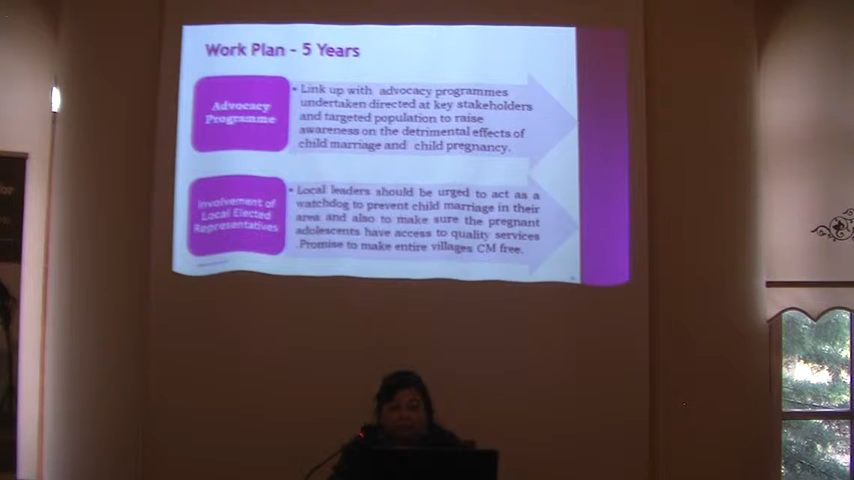 Work Plan - 5 Years
Advocacy
Programme
• Link up with advocacy programmes
undertaken directed at key stakeholders
and targeted population to raise
awareness on the detrimental effects of
child marriage and child pregnancy.
Involvement of
Local Elected
Representatives
• Local leaders should be urged to act as a
watchdog to prevent child marriage in their
area and also to make sure the pregnant
adolescents have access to quality services
.Promise to make entire villages CM free.